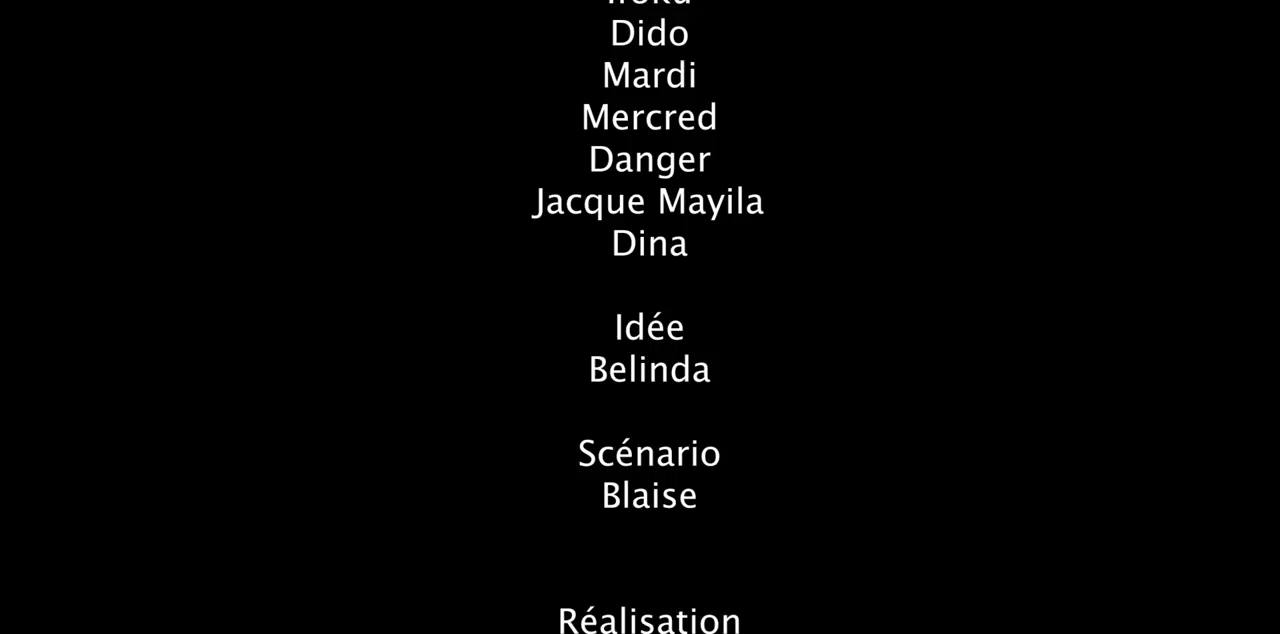 Dido
Mardi
Mercred
Danger
Jacque Mayila
Dina
Idée
Belinda
Scénario
Blaise
Réalisation